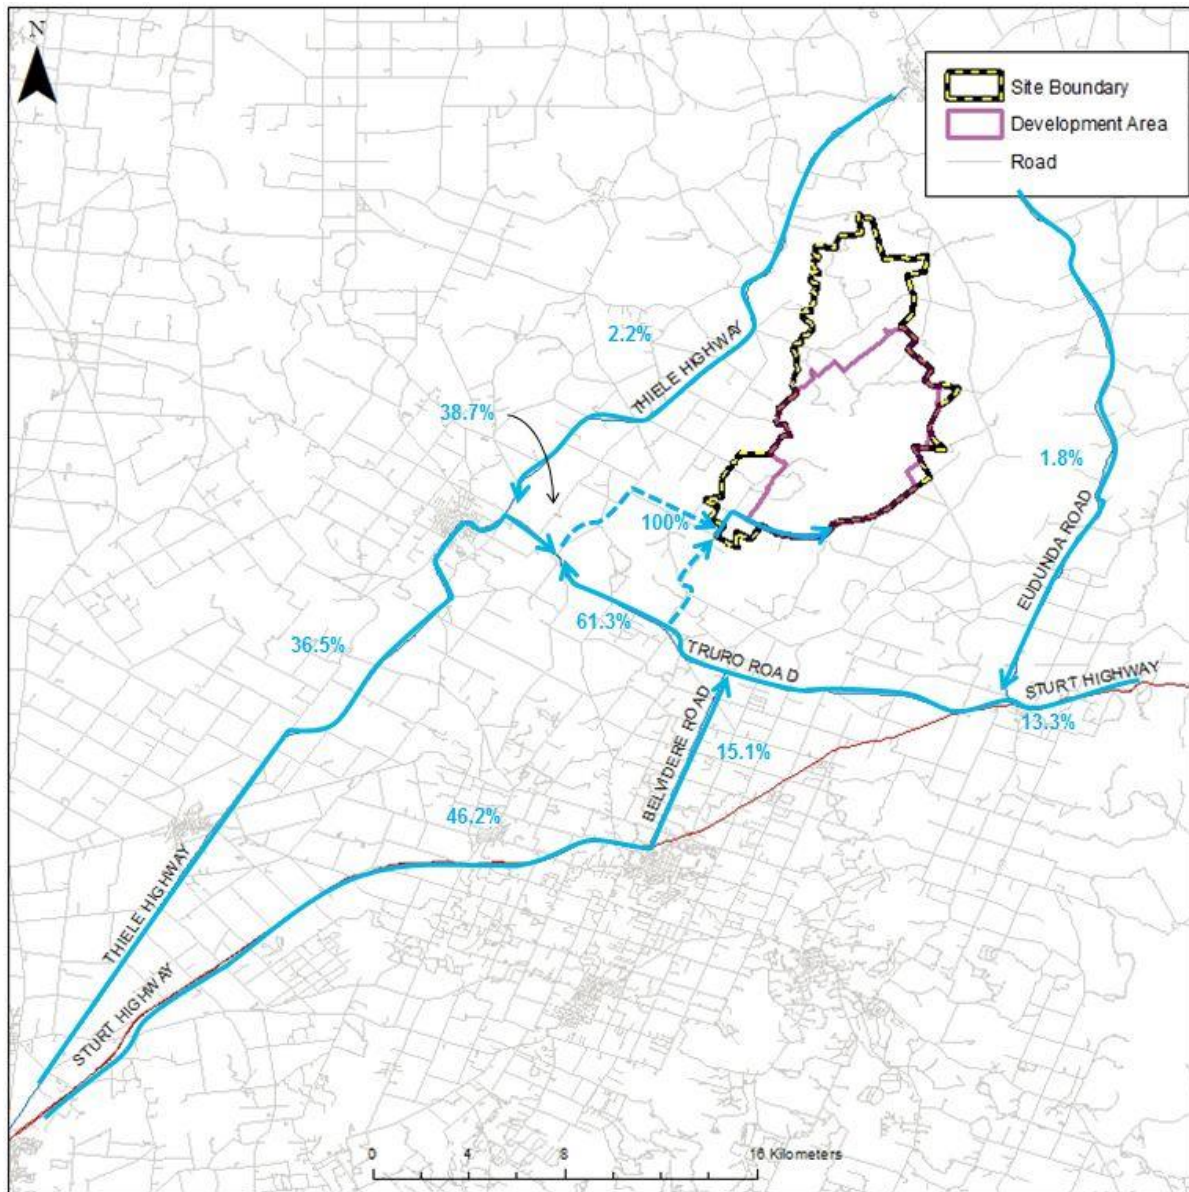 N
Site Boundary
Development Area
Road
2.2%
THIELE HIGHWAY
38.7%
1.8%
100%
EUDUNDA ROAD
61.3%
36.5%
TRURO ROAD
STURT HIGHWAY
13.3%
BELVIDERE ROAD
15.1%
46.2%
THIELE HIGHWAY
STURT HIGHWAY
0 4 8 16 Kilometers